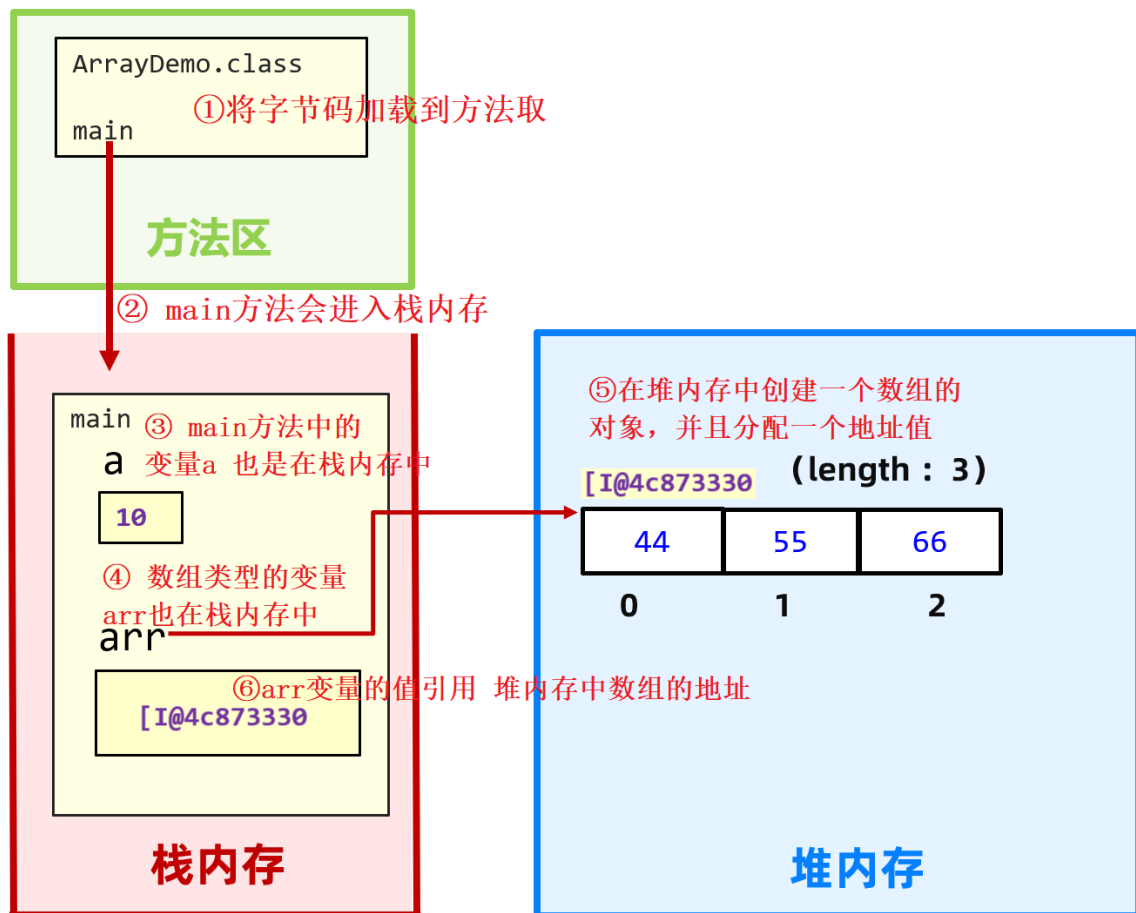 ArrayDemo.class
①将字节码加载到方法取
main
方法区
② main方法会进入栈内存
main
③ main方法中的
变量a 也是在栈内存中
a
10
④ 数组类型的变量
arr也在栈内存中
arr
⑥arr变量的值引用 堆内存中数组的地址
[I@4c873330
栈内存
⑤在堆内存中创建一个数组的
对象，并且分配一个地址值
[I@4c873330
(length : 3)
44 55 66
0 1 2
堆内存